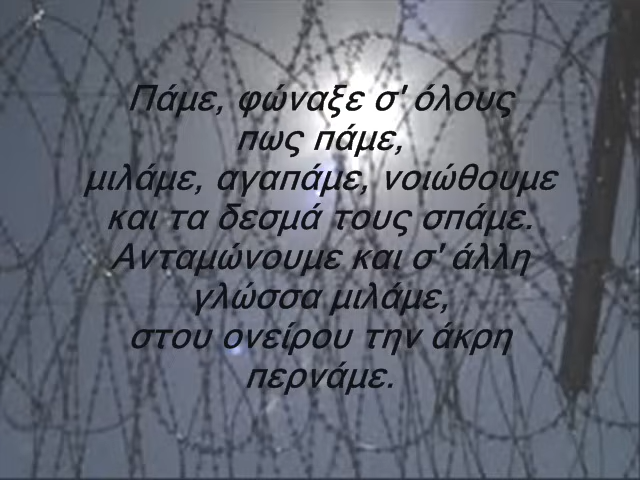 Πάμε, φώναξε σ' όλους
πως πάμε,
μιλάμε, αγαπάμε, νοιώθουμε
και τα δεσμά τους σπάμε.
Ανταμώνουμε και σ' άλλη
γλώσσα μιλάμε,
στου ονείρου την άκρη
περνάμε.